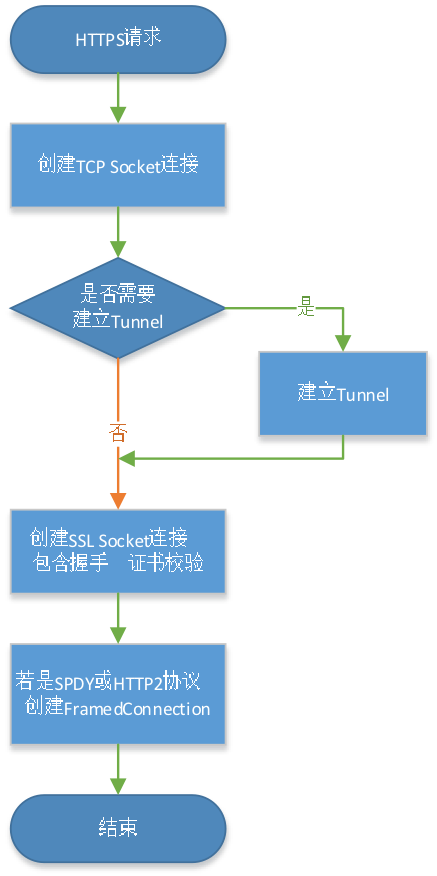 HTTPS请求
创建TCP Socket连接
是否需要
建立Tunnel
是
建立Tunnel
否
创建SSL Socket连接
包含握手 证书校验
若是SPDY或HTTP2协议
创建FramedConnection
结束